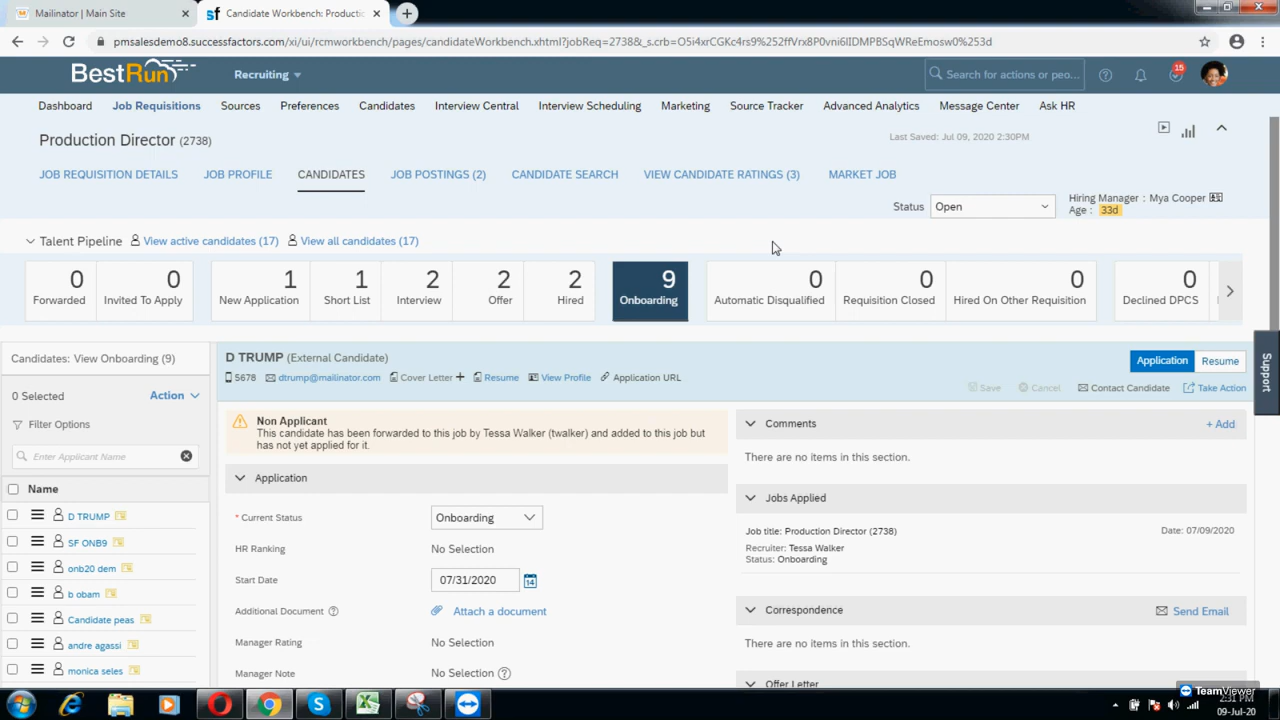 Mailinator | Main Site
Candidate Workbench: Productic
pmsalesdemo8.successfactors.com/xi/ui/rcmworkbench/pages/candidateWorkbench.xhtml?jobReq=2738&_s.crb=O5i4xrCGKc4rs9%252ffVrx8P0vni6lIDMPBSqWReEmosw0%253d
BestRun
Recruiting
Search for actions or peo...
15
Dashboard Job Requisitions Sources Preferences Candidates Interview Central Interview Scheduling Marketing Source Tracker Advanced Analytics Message Center Ask HR
Production Director (2738)
Last Saved: Jul 09, 2020 2:30PM
JOB REQUISITION DETAILS JOB PROFILE CANDIDATES JOB POSTINGS (2) CANDIDATE SEARCH VIEW CANDIDATE RATINGS (3) MARKET JOB
Status Open
Hiring Manager : Mya Cooper
Age : 33d
Talent Pipeline View active candidates (17) View all candidates (17)
0 0 1 1 2 2 2 9 0 0 0 0
Forwarded Invited To Apply New Application Short List Interview Offer Hired Onboarding Automatic Disqualified Requisition Closed Hired On Other Requisition Declined DPCS
Candidates: View Onboarding (9)
0 Selected Action
Filter Options
Enter Applicant Name
Name
D TRUMP
SF ONB9
onb20 dem
b obam
Candidate peas
andre agassi
monica seles
D TRUMP (External Candidate)
Application Resume
5678 dtrump@mailinator.com Cover Letter + Resume View Profile Application URL
Save Cancel Contact Candidate Take Action
Support
Non Applicant
This candidate has been forwarded to this job by Tessa Walker (twalker) and added to this job but
has not yet applied for it.
Application
* Current Status Onboarding
HR Ranking No Selection
Start Date 07/31/2020 14
Additional Document Attach a document
Manager Rating No Selection
Manager Note No Selection
Comments + Add
There are no items in this section.
Jobs Applied
Job title: Production Director (2738) Date: 07/09/2020
Recruiter: Tessa Walker
Status: Onboarding
Correspondence Send Email
There are no items in this section.
Offer Letter
TeamViewer
2:31 PM
09-Jul-20